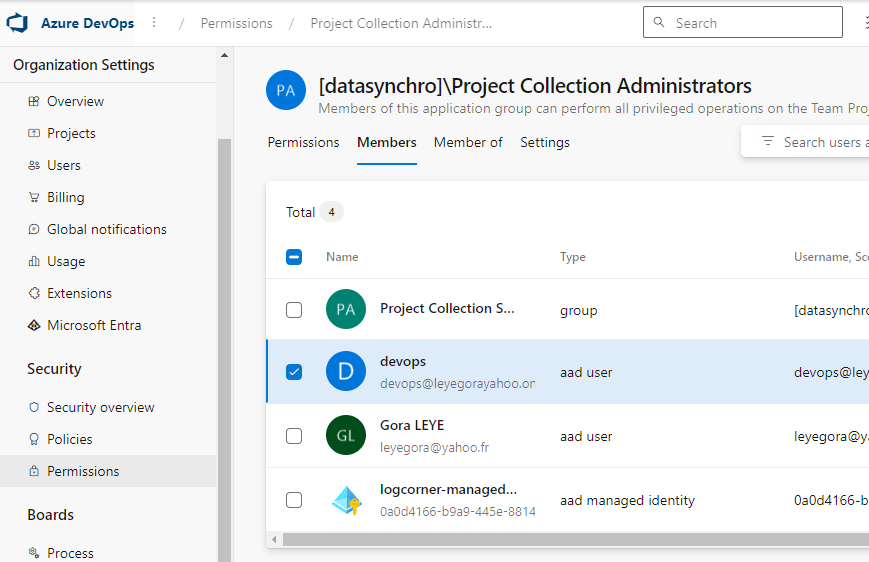 Azure DevOps / Permissions / Project Collection Administr...
Search
Organization Settings
Overview
Projects
Users
Billing
Global notifications
Usage
Extensions
Microsoft Entra
Security
Security overview
Policies
Permissions
Boards
Process
PA
[datasynchro]\Project Collection Administrators
Members of this application group can perform all privileged operations on the Team Pro
Permissions Members Member of Settings
Search users a
Total 4
Name Type Username, Sco
PA Project Collection S... group [datasynchro
D devops aad user devops@ley
devops@leyegorayahoo.on
GL Gora LEYE aad user leyegora@y
leyegora@yahoo.fr
logcorner-managed... aad managed identity 0a0d4166-b
0a0d4166-b9a9-445e-8814